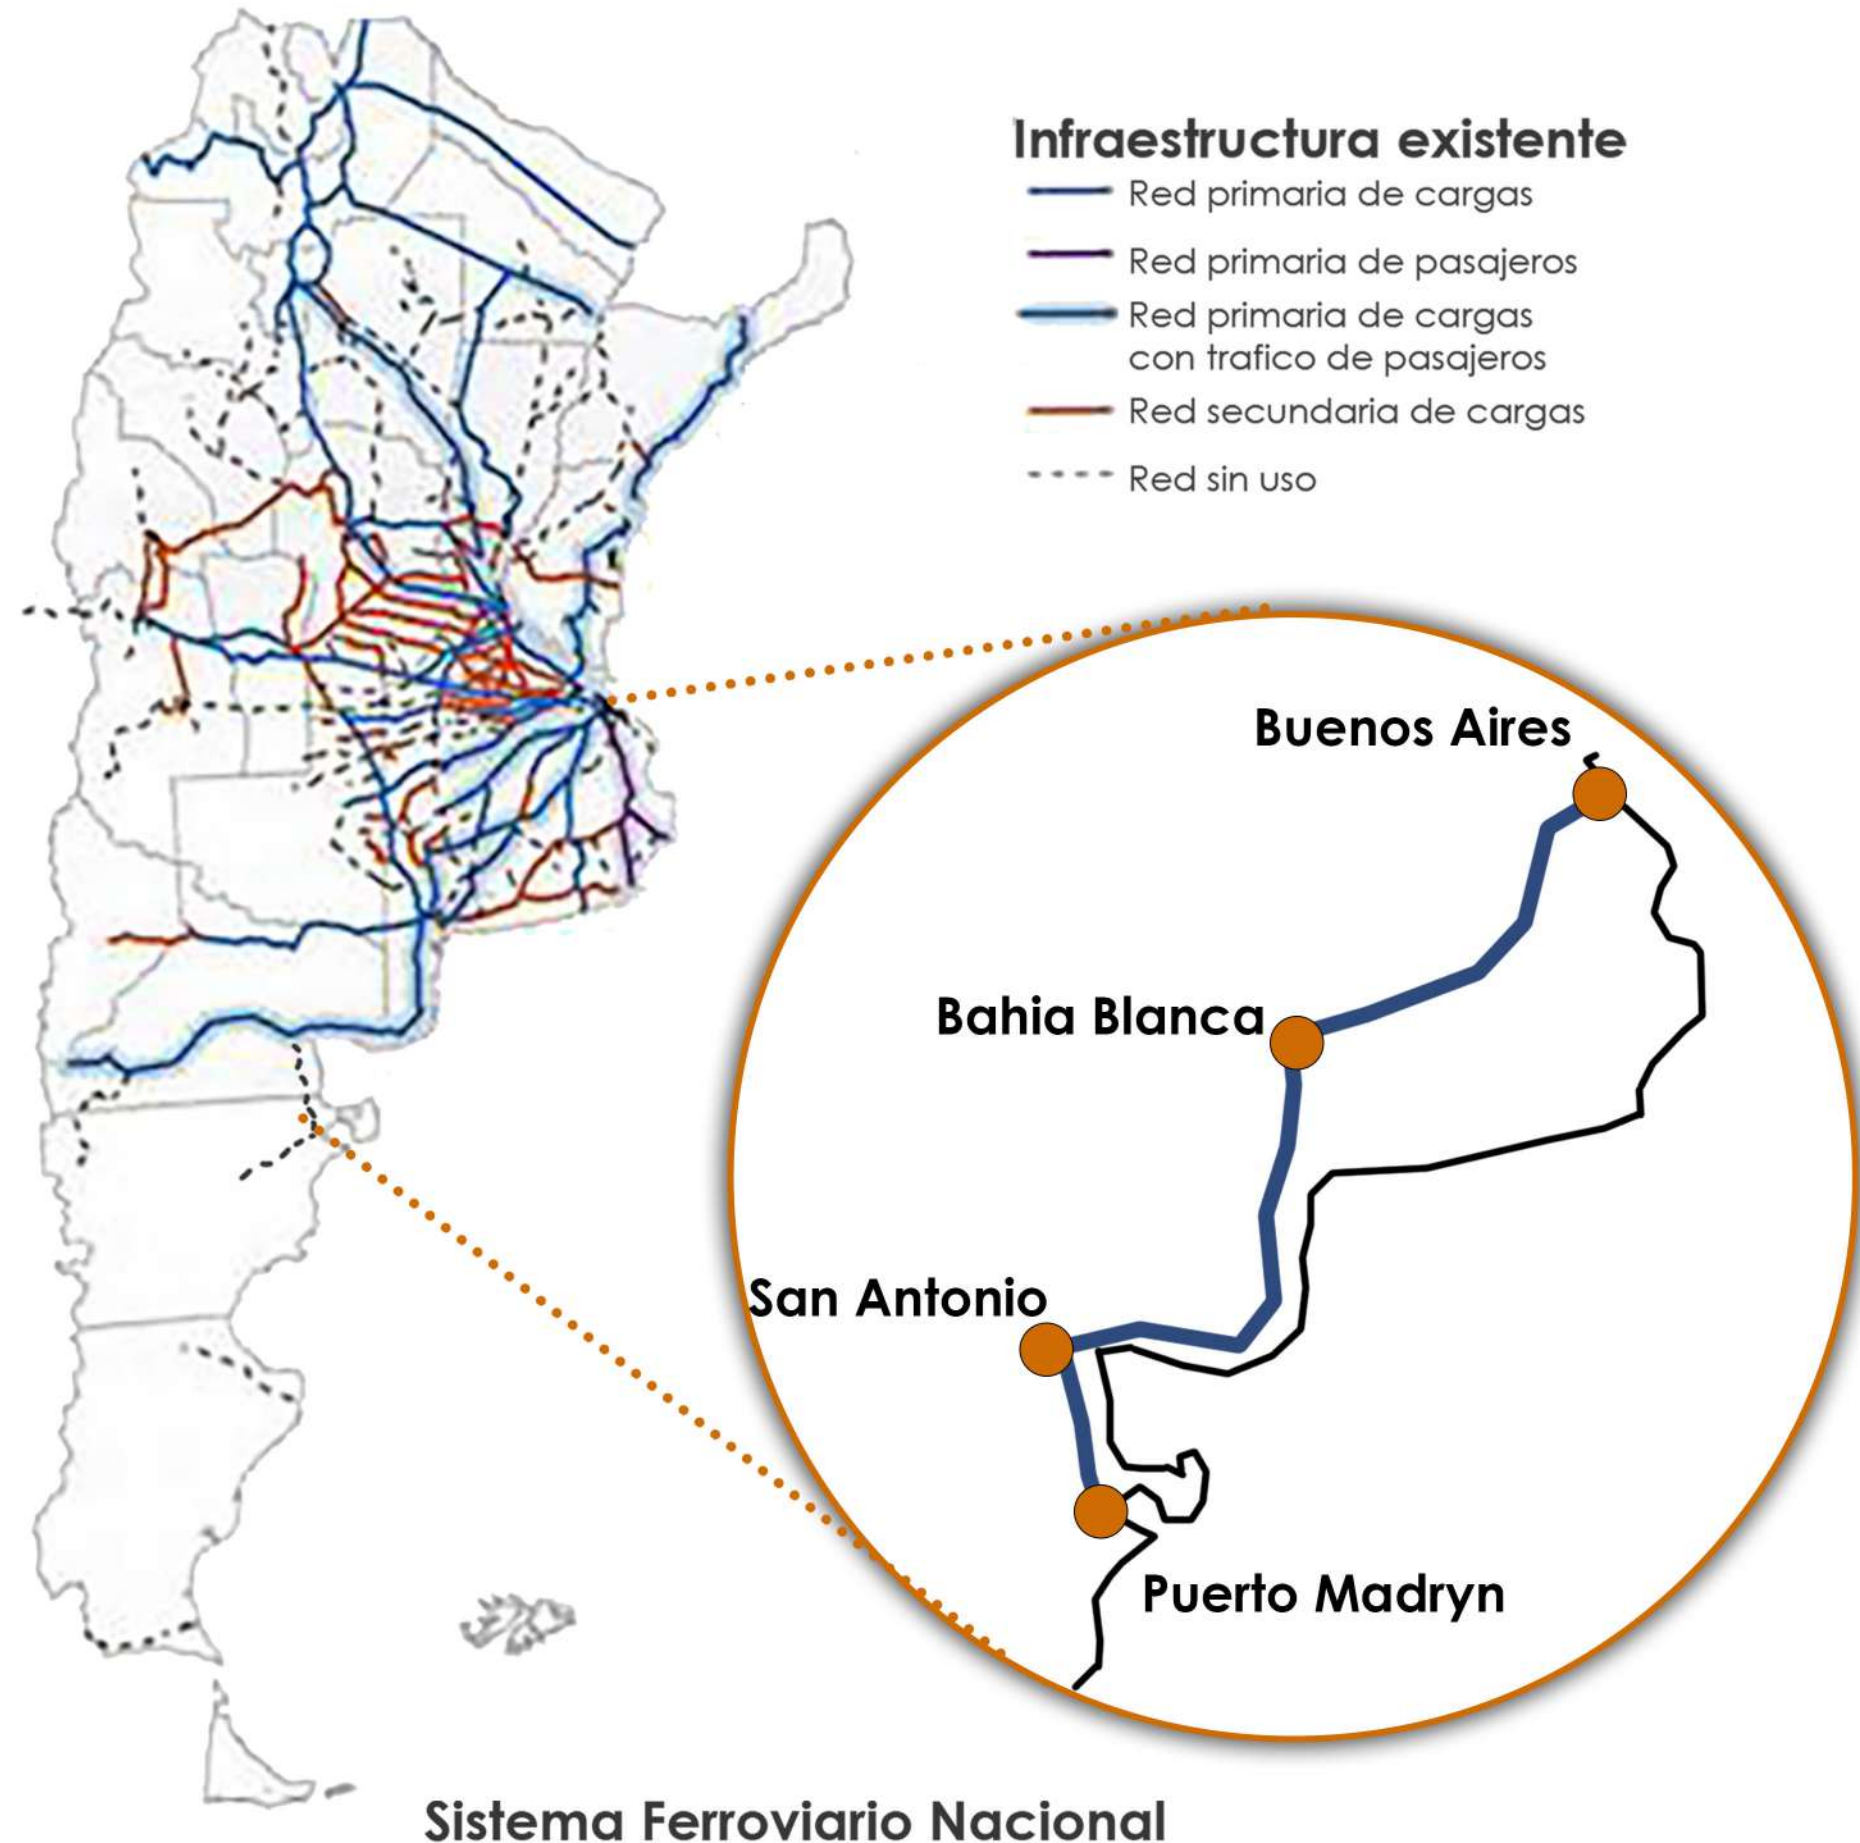 Infraestructura existente
Red primaria de cargas
Red primaria de pasajeros
Red primaria de cargas
con trafico de pasajeros
Red secundaria de cargas
Red sin uso
Buenos Aires
Bahia Blanca
San Antonio
Puerto Madryn
Sistema Ferroviario Nacional